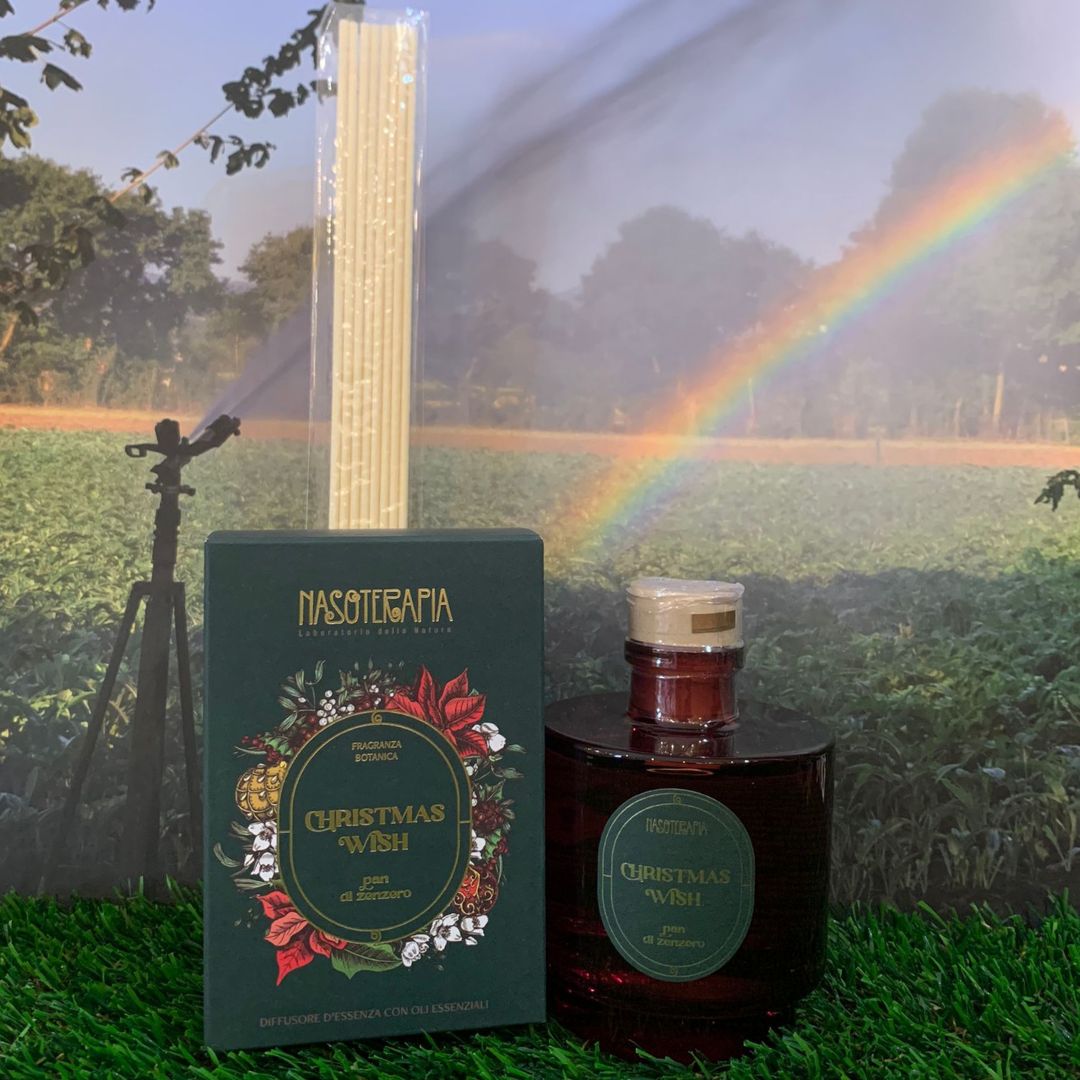 NASOTERAPIA
Laboratorio della Natura
FRAGRANZA
BOTANICA
CHRISTMAS
WISH
pan
di zenzero
DIFFUSORE D'ESSENZA CON OLI ESSENZIALI
NASOTERAPIA
CHRISTMAS
WISH
pan
di zenzero